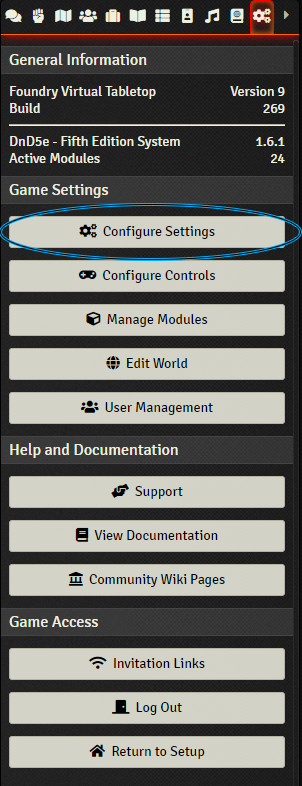 General Information
Foundry Virtual Tabletop Version 9
Build 269
DnD5e - Fifth Edition System 1.6.1
Active Modules 24
Game Settings
Configure Settings
Configure Controls
Manage Modules
Edit World
User Management
Help and Documentation
Support
View Documentation
Community Wiki Pages
Game Access
Invitation Links
Log Out
Return to Setup